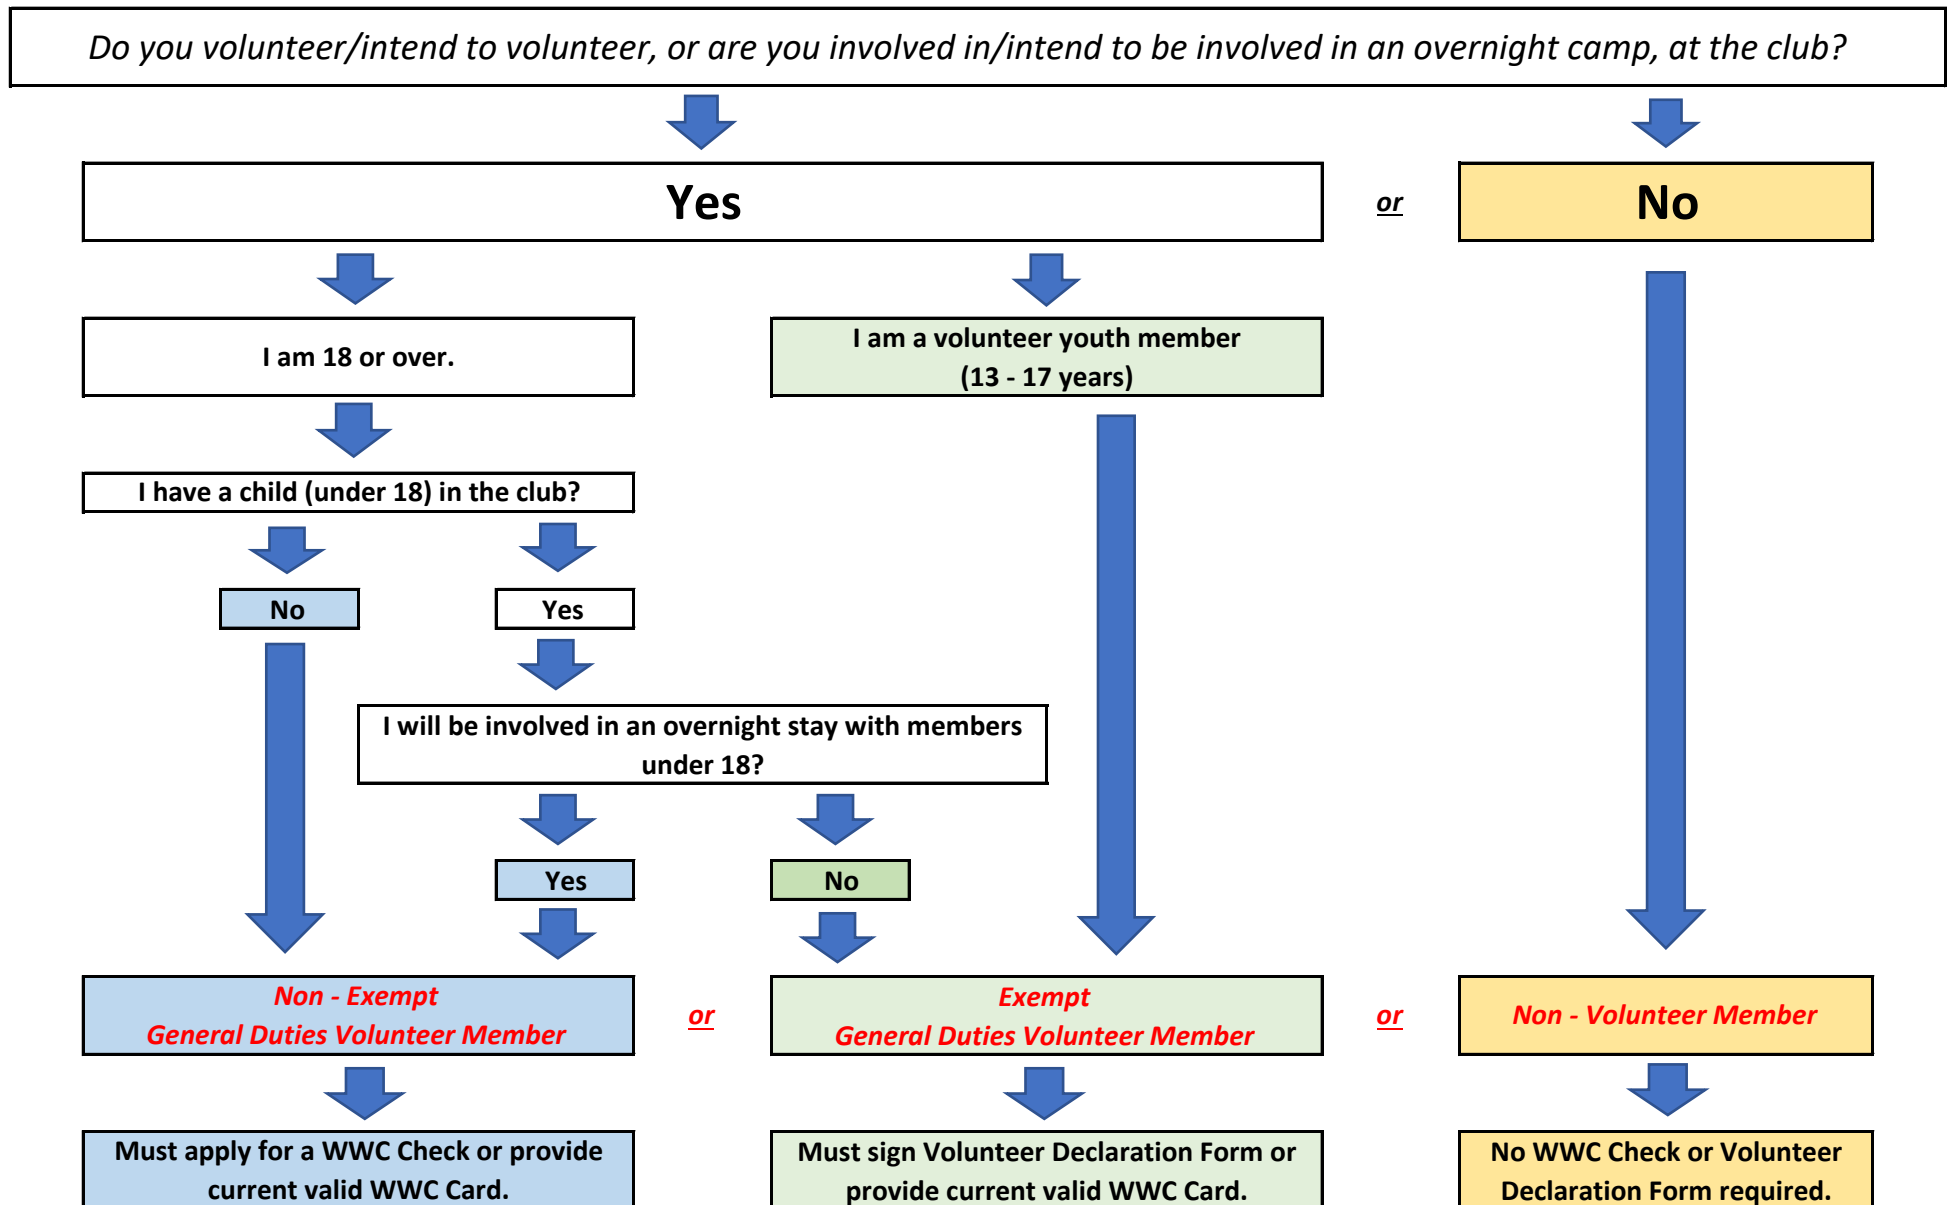 Do you volunteer/intend to volunteer, or are you involved in/intend to be involved in an overnight camp, at the club?
Yes
or
No
I am 18 or over.
I am a volunteer youth member
(13 - 17 years)
I have a child (under 18) in the club?
No
Yes
I will be involved in an overnight stay with members
under 18?
Yes
No
Non - Exempt
General Duties Volunteer Member
or
Exempt
General Duties Volunteer Member
or
Non - Volunteer Member
Must apply for a WWC Check or provide
current valid WWC Card.
Must sign Volunteer Declaration Form or
provide current valid WWC Card.
No WWC Check or Volunteer
Declaration Form required.